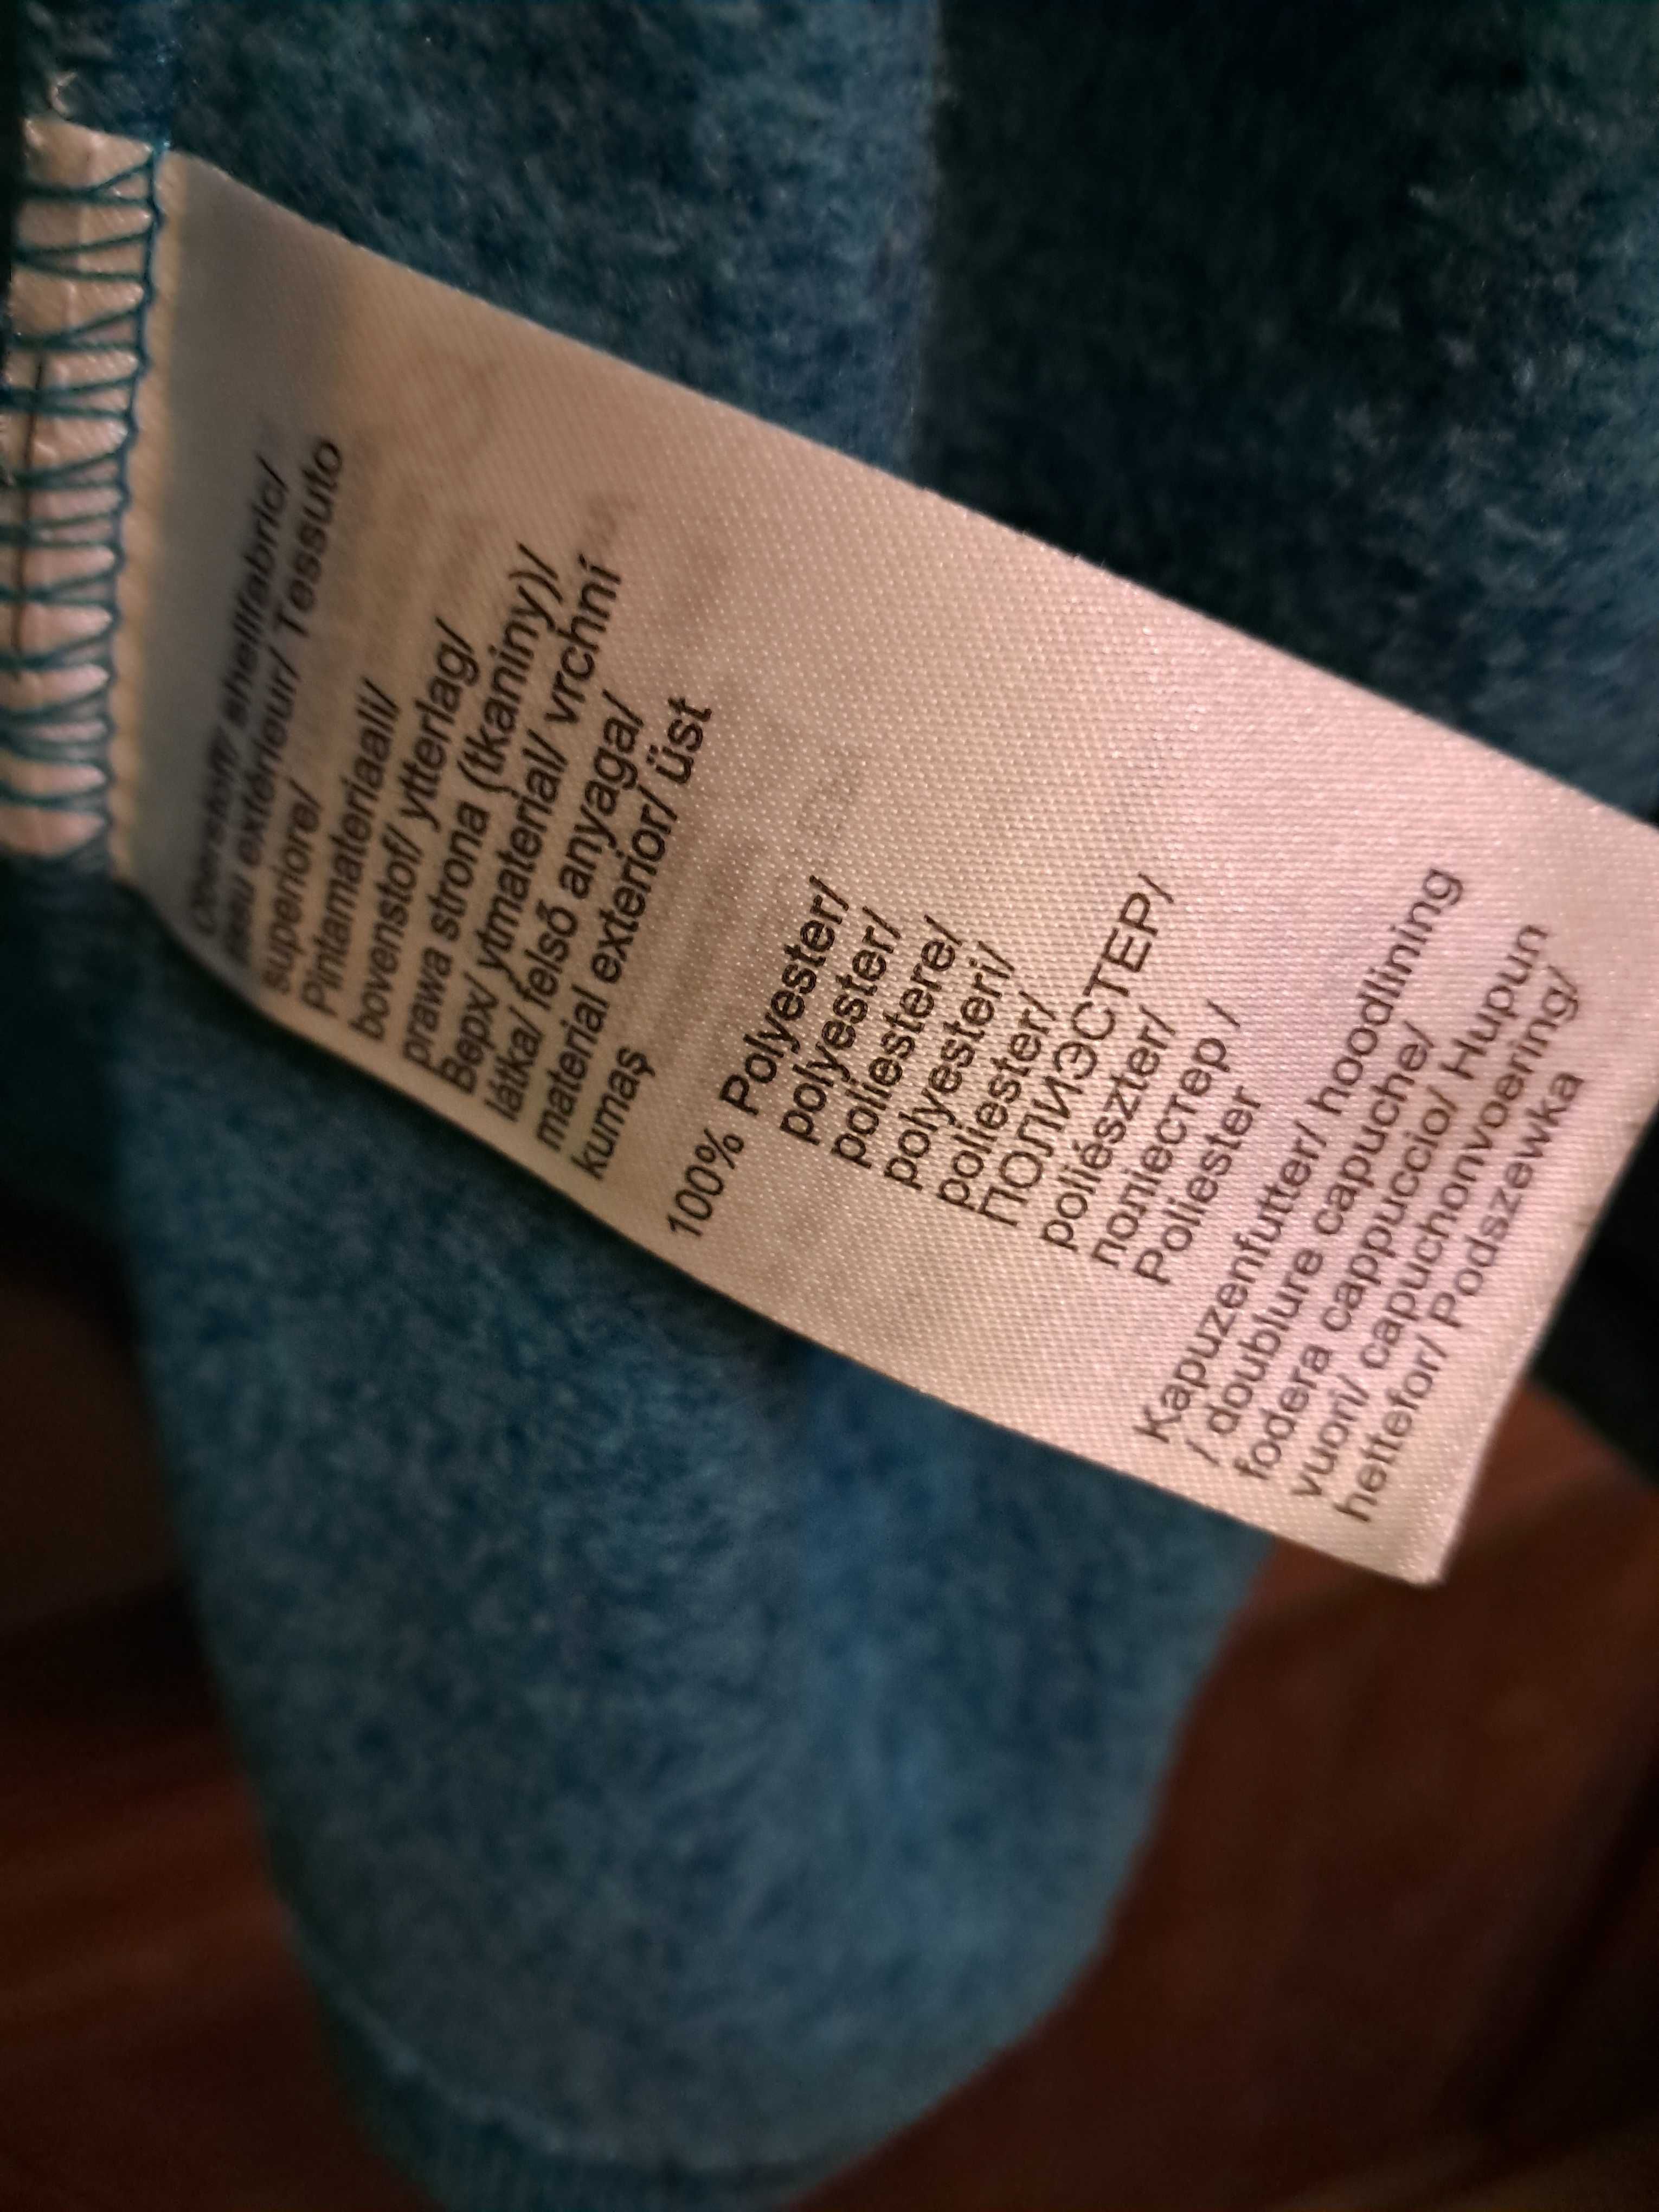 Oberstoff/ shellfabric/
tissu extérieur/ Tessuto
superiore/
Pintamateriaali/
bovenstof/ ytterlag/
prawa strona (tkaniny)/
Bepx/ ytmaterial/ vrchní
látka/ felső anyaga/
material exterior/ üst
kumaş
100% Polyester/
polyester/
poliestere/
polyesteri/
poliester/
ПОЛИЭСТЕР/
poliészter/
полиестер /
Poliester
Kapuzenfutter/ hoodlining
/ doublure capuche/
fodera cappuccio/ Hupun
vuori/ capuchonvoering/
hettefor/ Podszewka